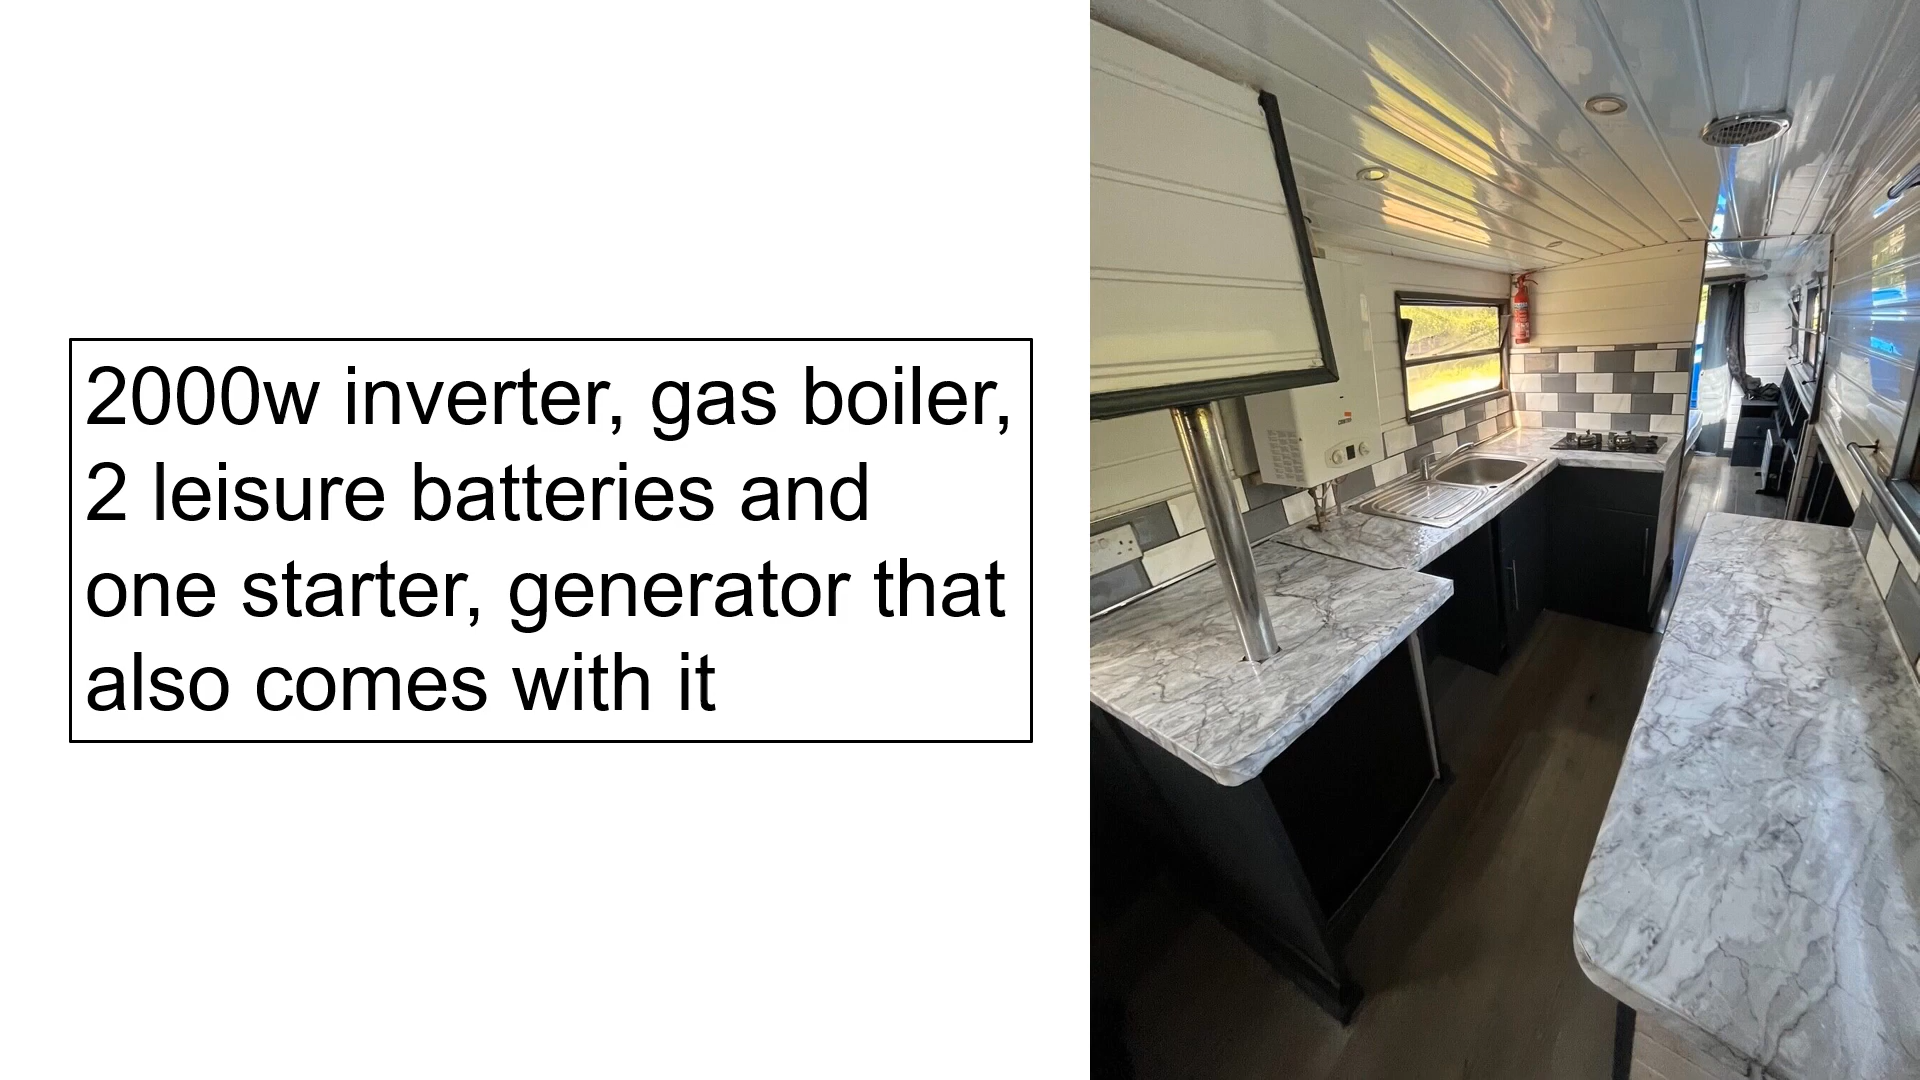 2000w inverter, gas boiler,
2 leisure batteries and
one starter, generator that
also comes with it